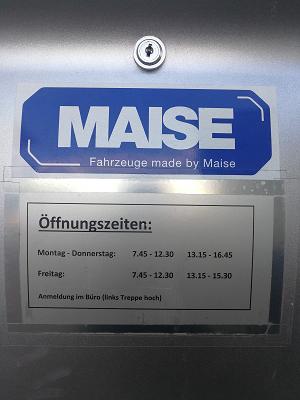 MAISE
Fahrzeuge made by Maise
Öffnungszeiten:
Montag - Donnerstag: 7.45 - 12.30 13.15 - 16.45
Freitag: 7.45 - 12.30 13.15 - 15.30
Anmeldung im Büro (links Treppe hoch)